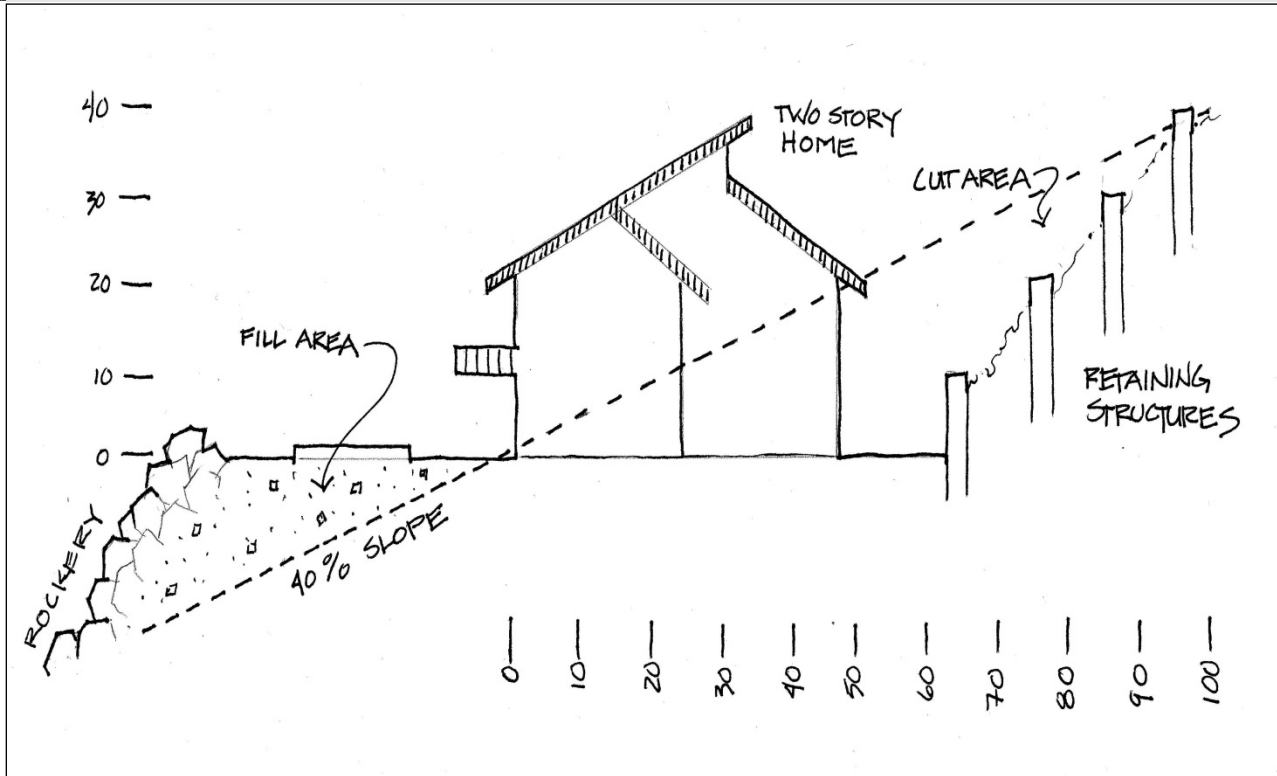 40
30
20
10
0
TWO STORY
HOME
CUT AREA
FILL AREA
RETAINING
STRUCTURES
40% SLOPE
ROCKERY
0
10
20
30
40
50
60
70
80
90
100